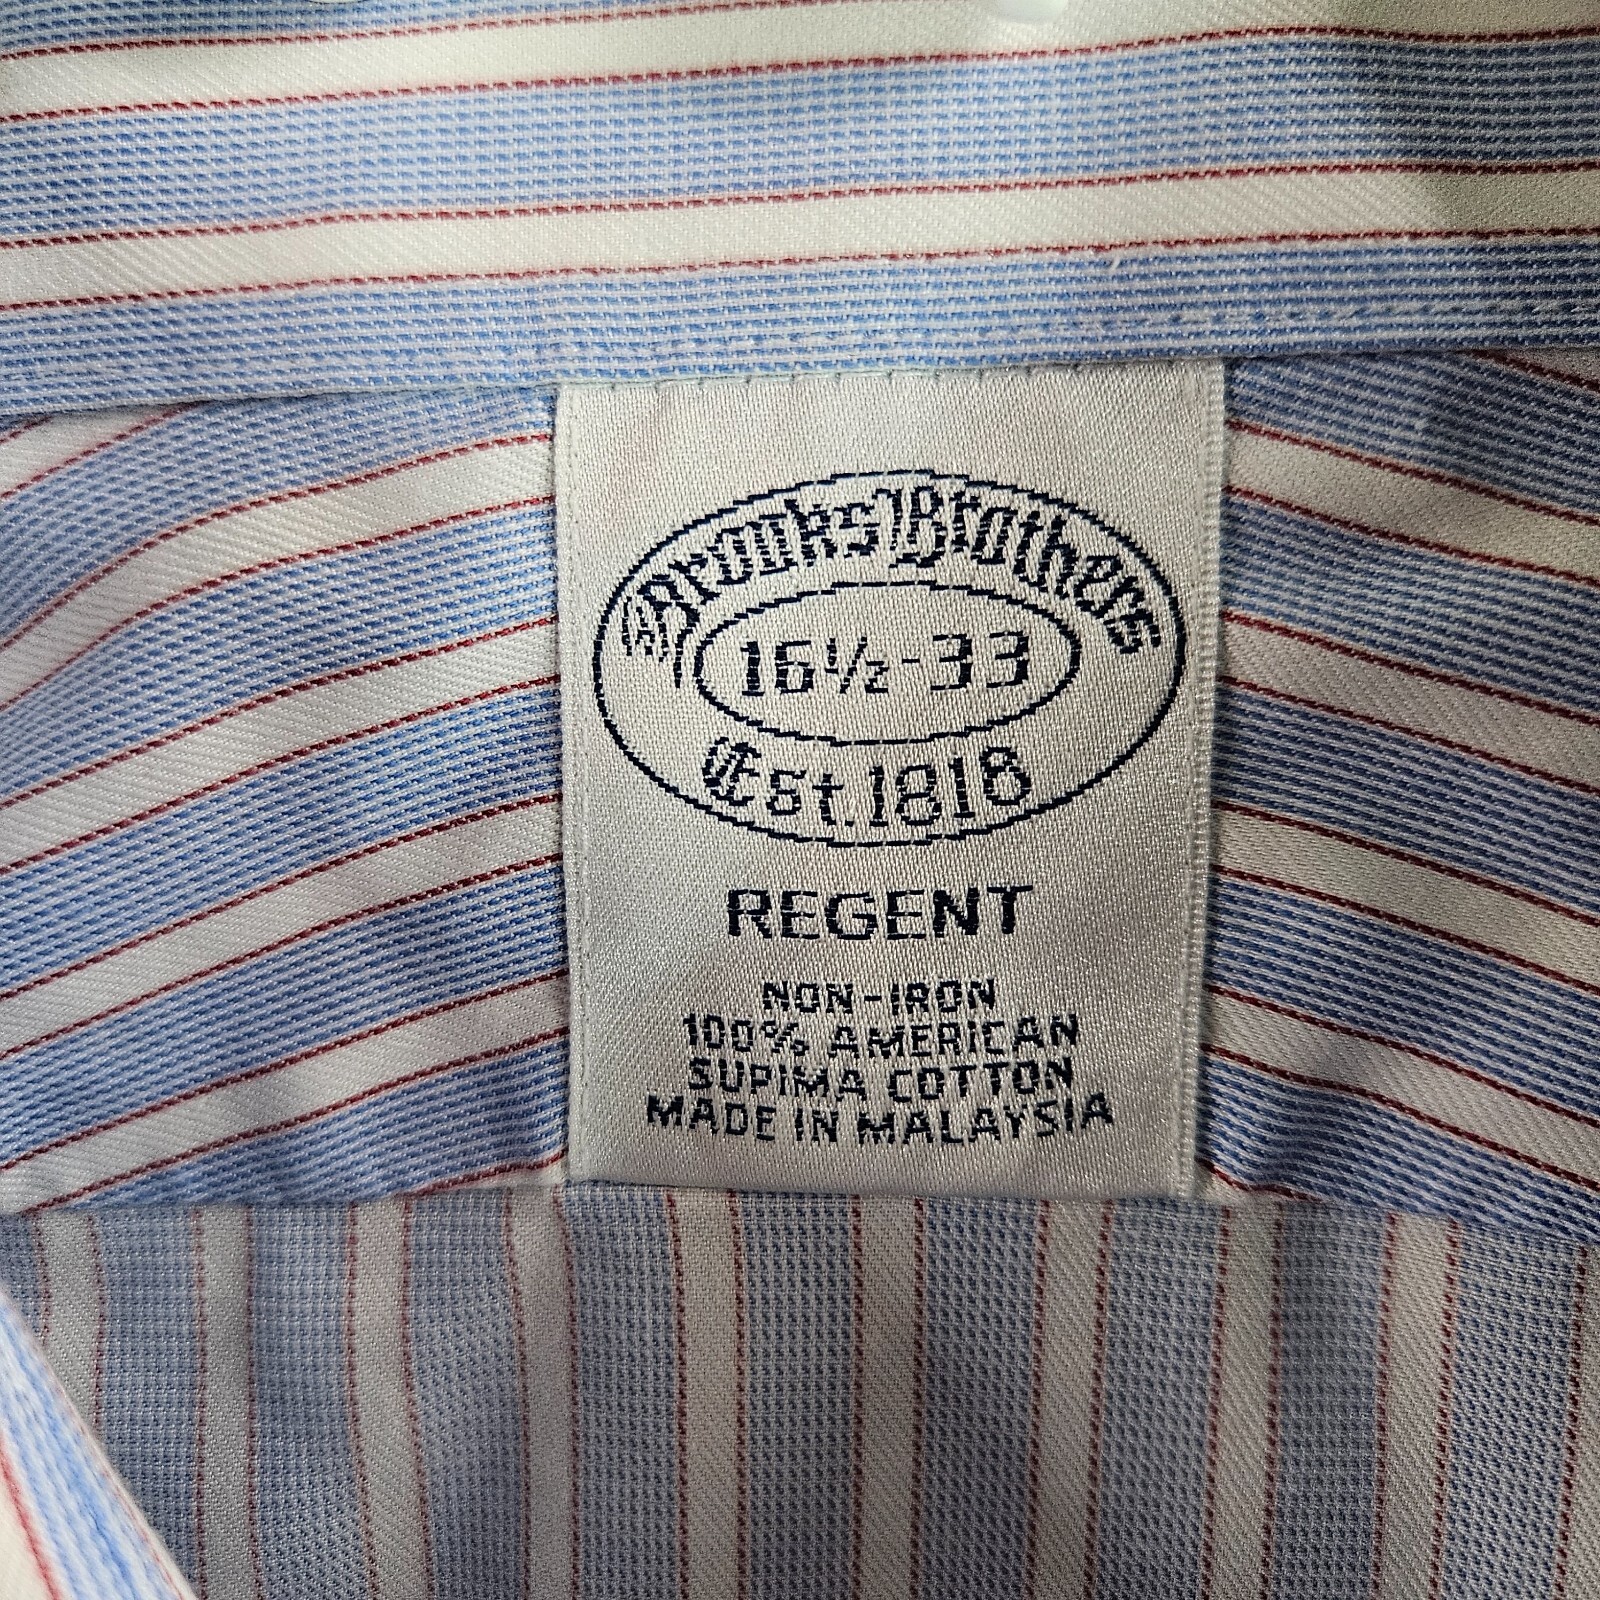 Brooks Brothers
16½-33
Est. 1818
REGENT
NON-IRON
100% AMERICAN
SUPIMA COTTON
MADE IN MALAYSIA